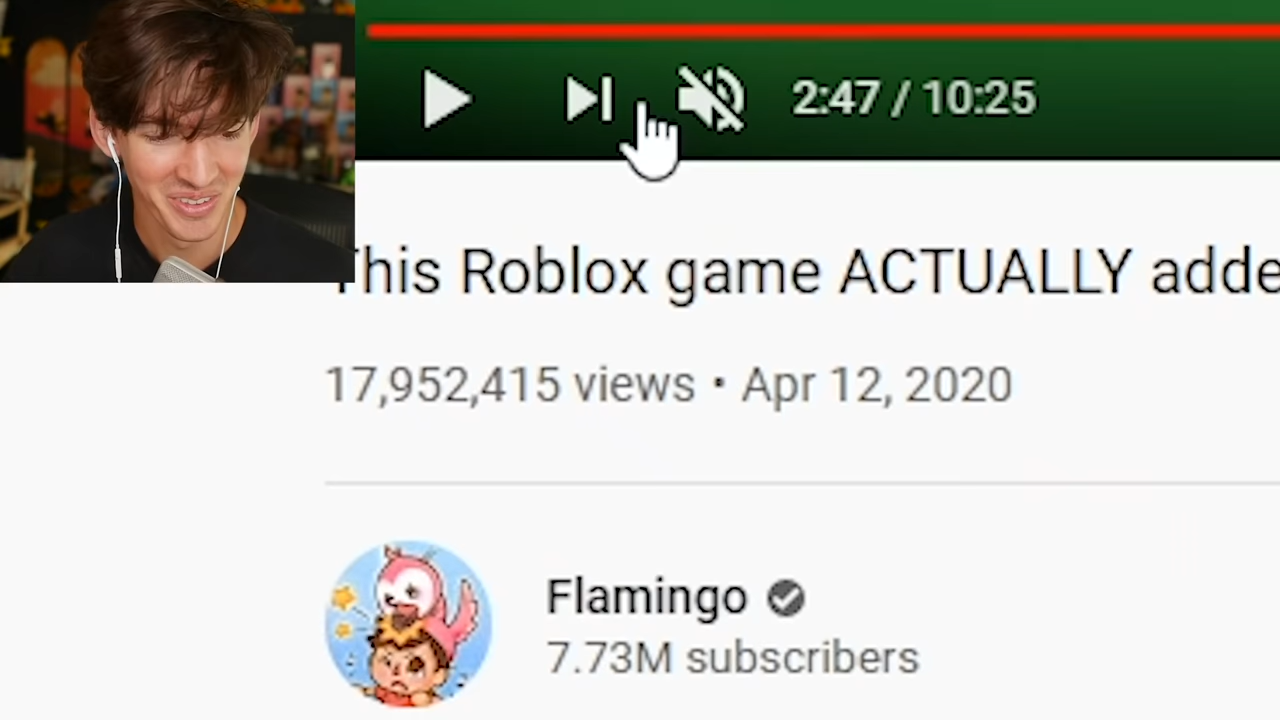 2:47 / 10:25
This Roblox game ACTUALLY adde
17,952,415 views • Apr 12, 2020
Flamingo
7.73M subscribers